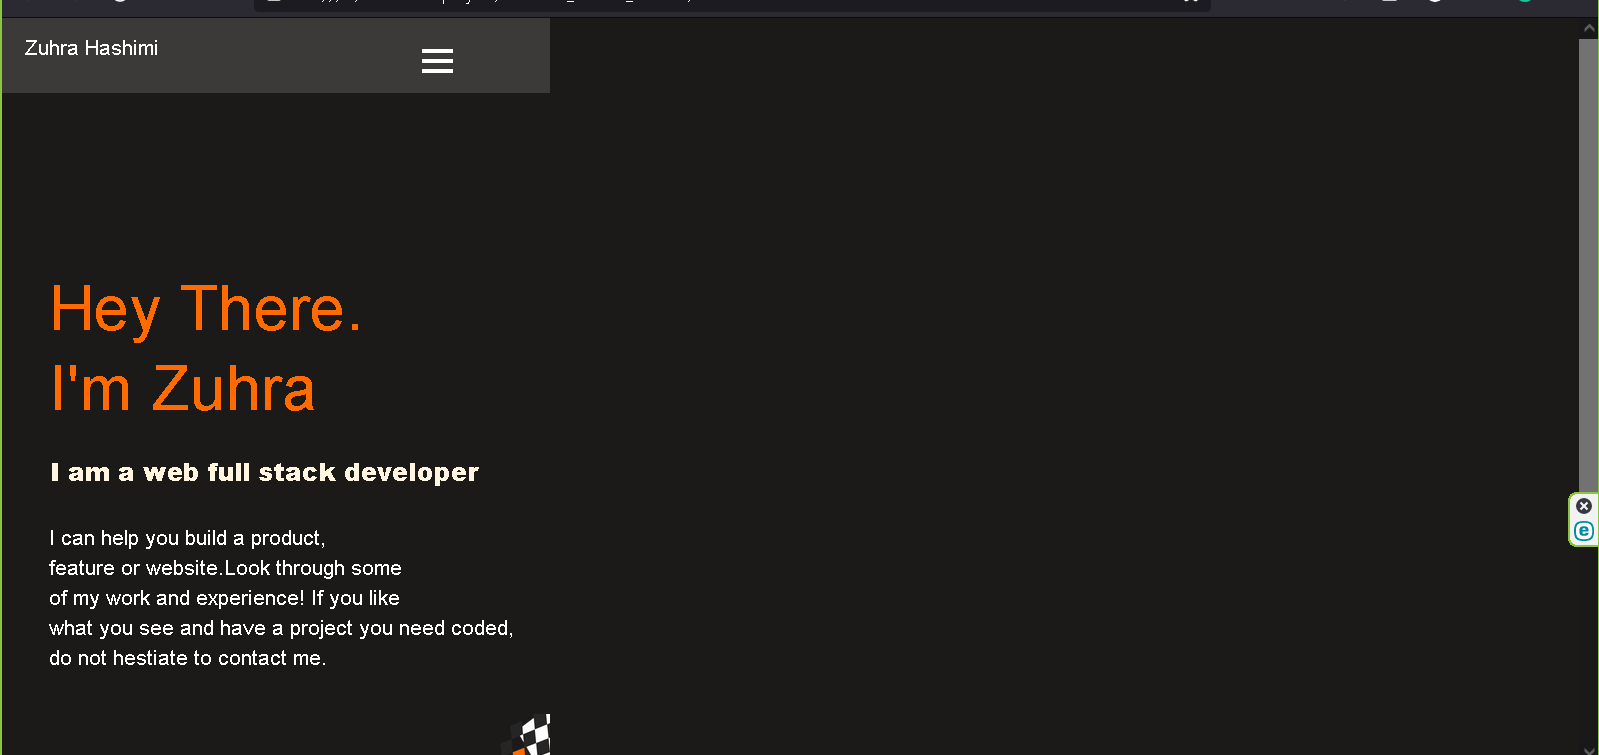 Zuhra Hashimi
Hey There.
I'm Zuhra
I am a web full stack developer
I can help you build a product,
feature or website.Look through some
of my work and experience! If you like
what you see and have a project you need coded,
do not hestiate to contact me.
e